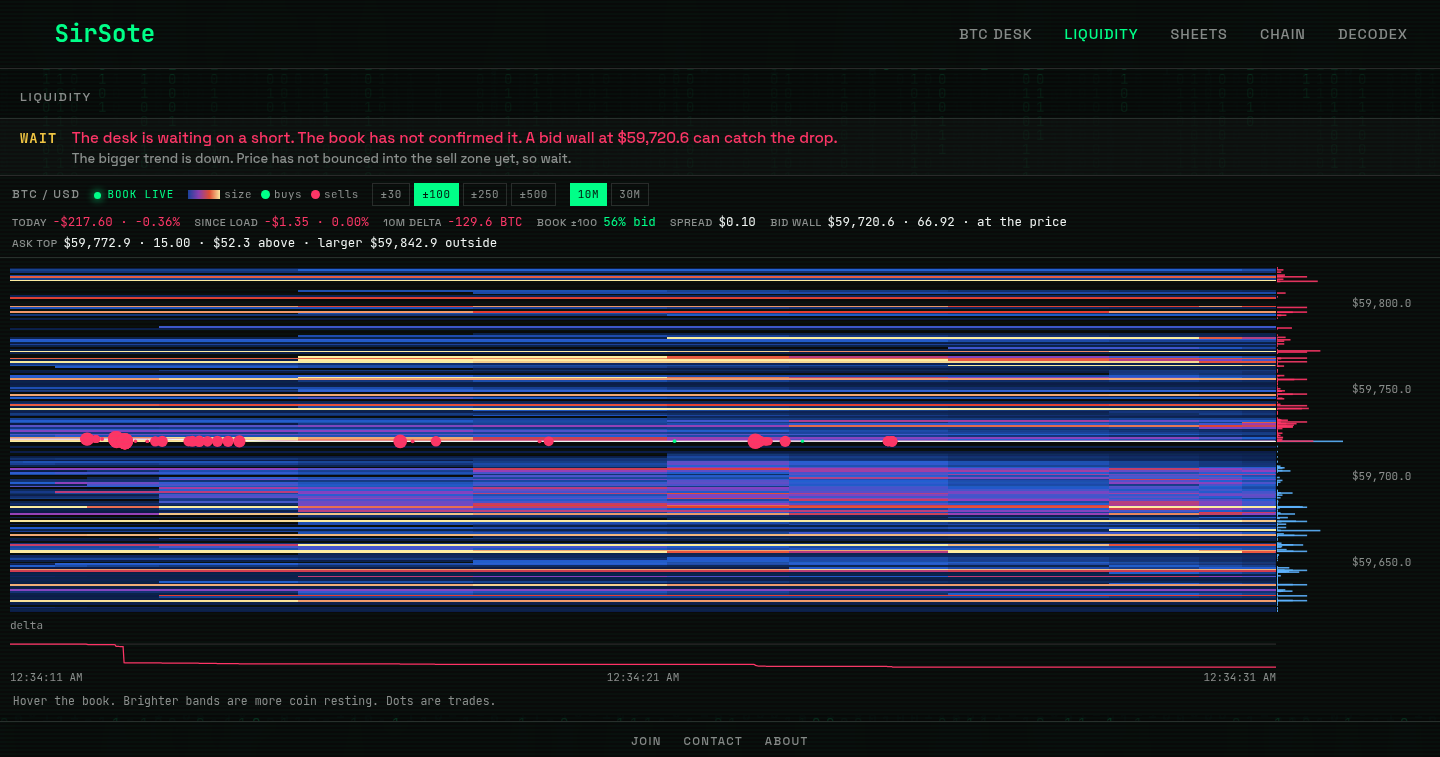 SirSote
BTC DESK LIQUIDITY SHEETS CHAIN DECODEX
LIQUIDITY
WAIT The desk is waiting on a short. The book has not confirmed it. A bid wall at $59,720.6 can catch the drop.
The bigger trend is down. Price has not bounced into the sell zone yet, so wait.
BTC / USD BOOK LIVE size buys sells ±30 ±100 ±250 ±500 10M 30M
TODAY -$217.60 · -0.36% SINCE LOAD -$1.35 · 0.00% 10M DELTA -129.6 BTC BOOK ±100 56% bid SPREAD $0.10 BID WALL $59,720.6 · 66.92 · at the price
ASK TOP $59,772.9 · 15.00 · $52.3 above · larger $59,842.9 outside
$59,800.0
$59,750.0
$59,700.0
$59,650.0
delta
12:34:11 AM 12:34:21 AM 12:34:31 AM
Hover the book. Brighter bands are more coin resting. Dots are trades.
JOIN CONTACT ABOUT